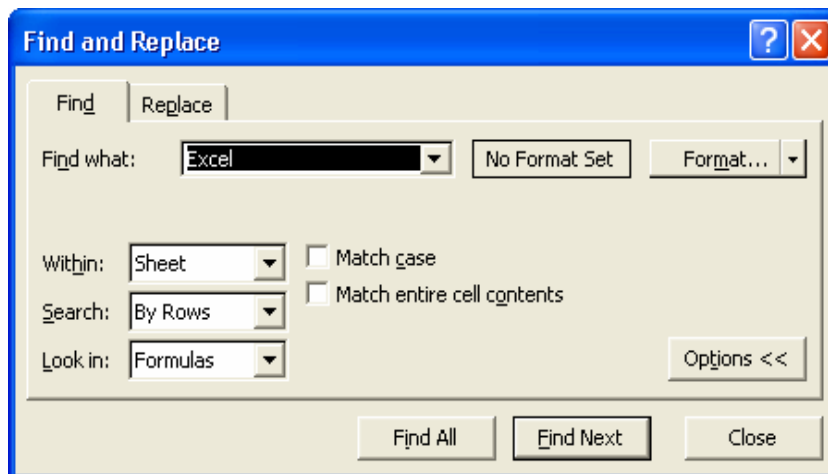 Find and Replace
Find Replace
Find what: Excel No Format Set Format...
Within: Sheet Match case
Match entire cell contents
Search: By Rows
Look in: Formulas
Options <<
Find All Find Next Close